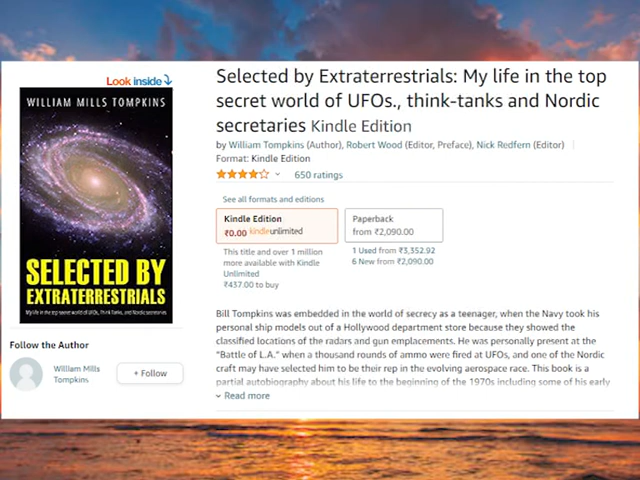 Look inside
WILLIAM MILLS TOMPKINS
SELECTED BY
EXTRATERRESTRIALS
My life in the top secret world of UFOs, Think-Tanks and Nordic secretaries
Follow the Author
William Mills
Tompkins
+ Follow
Selected by Extraterrestrials: My life in the top
secret world of UFOs., think-tanks and Nordic
secretaries Kindle Edition
by William Tompkins (Author), Robert Wood (Editor, Preface), Nick Redfern (Editor)
Format: Kindle Edition
650 ratings
See all formats and editions
Kindle Edition
₹0.00 kindleunlimited
This title and over 1 million
more available with Kindle
Unlimited
₹437.00 to buy
Paperback
from ₹2,090.00
1 Used from ₹3,352.92
6 New from ₹2,090.00
Bill Tompkins was embedded in the world of secrecy as a teenager, when the Navy took his
personal ship models out of a Hollywood department store because they showed the
classified locations of the radars and gun emplacements. He was personally present at the
"Battle of L.A." when a thousand rounds of ammo were fired at UFOs, and one of the Nordic
craft may have selected him to be their rep in the evolving aerospace race. This book is a
partial autobiography about his life to the beginning of the 1970s including some of his early
Read more